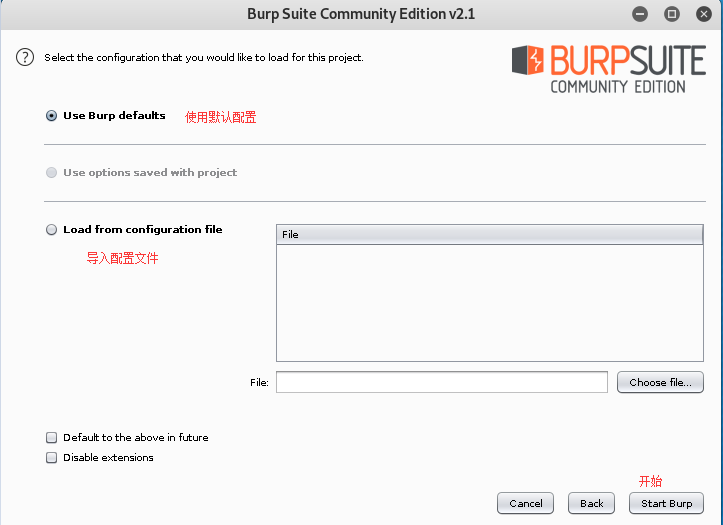 Burp Suite Community Edition v2.1
? Select the configuration that you would like to load for this project.
BURPSUITE
COMMUNITY EDITION
Use Burp defaults 使用默认配置
Use options saved with project
Load from configuration file
File
导入配置文件
File:
Choose file...
Default to the above in future
Disable extensions
开始
Cancel Back Start Burp